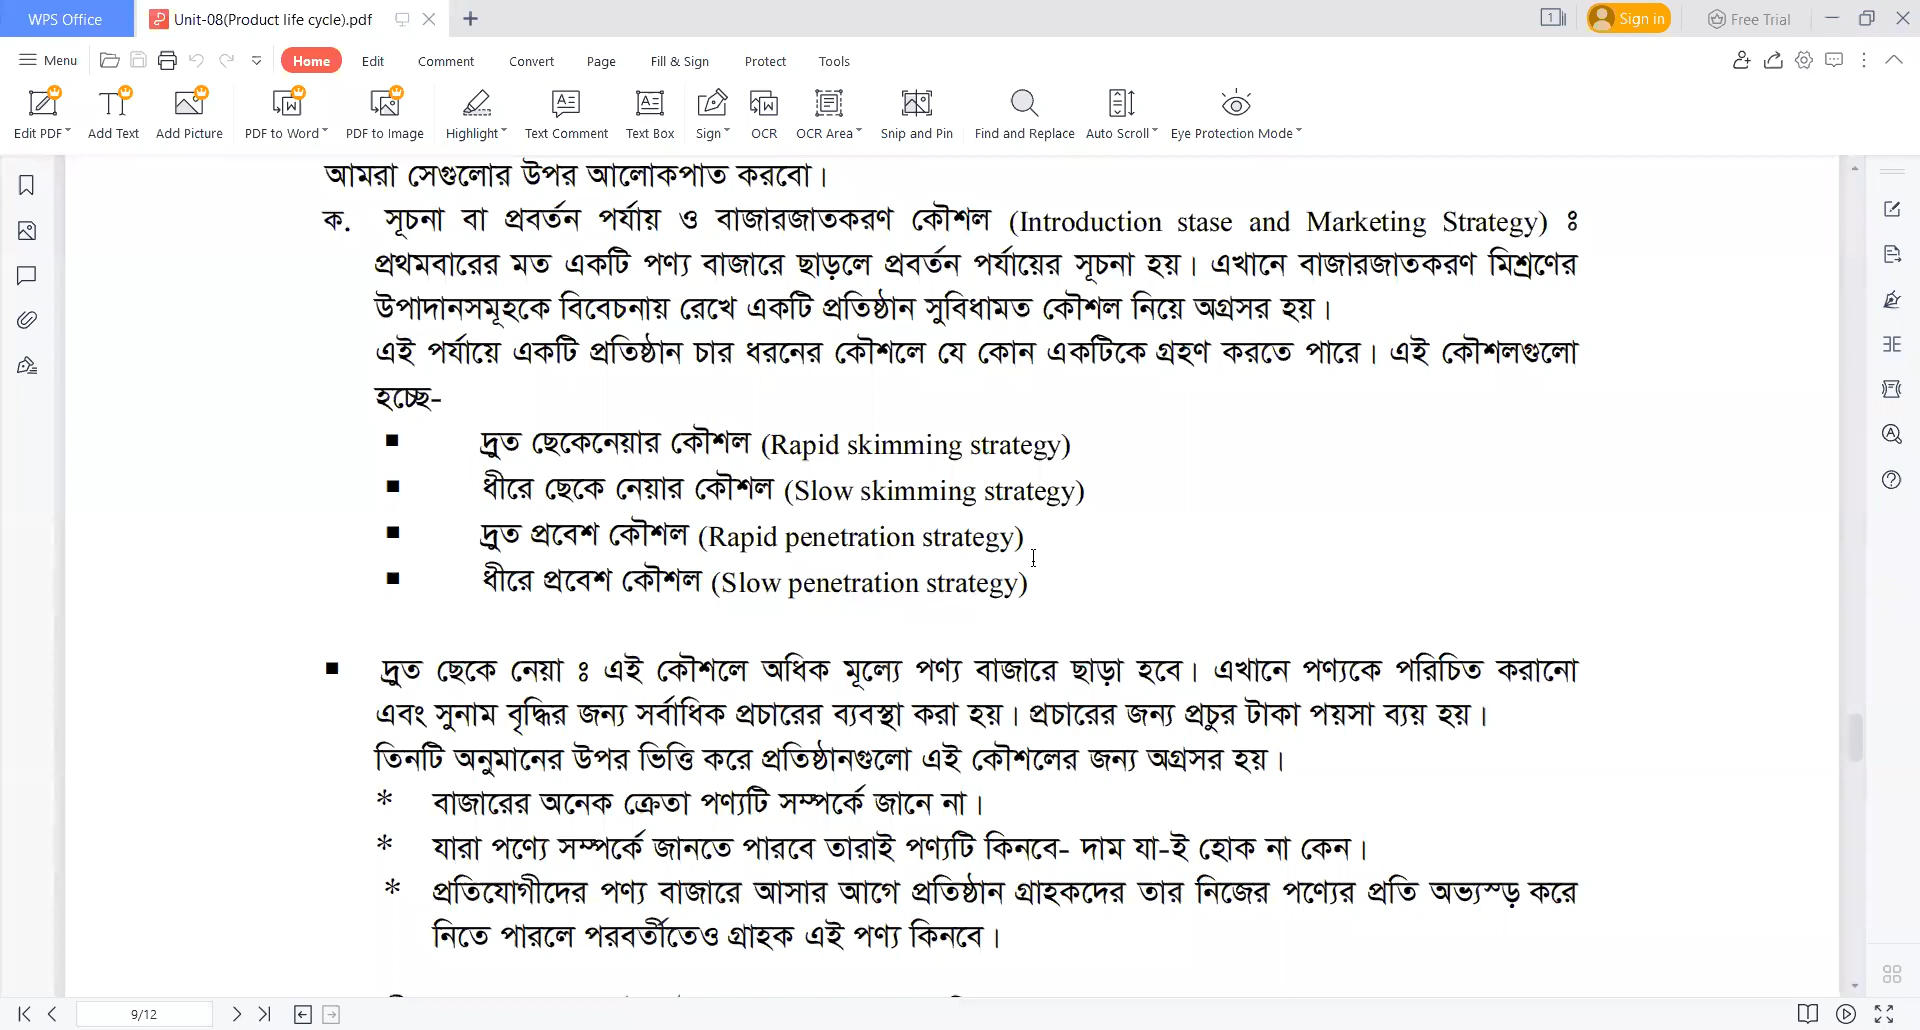 WPS Office
Unit-08(Product life cycle).pdf
1
Sign in
Free Trial
Menu
Home
Edit
Comment
Convert
Page
Fill & Sign
Protect
Tools
Edit PDF
Add Text
Add Picture
PDF to Word
PDF to Image
Highlight
Text Comment
Text Box
Sign
OCR
OCR Area
Snip and Pin
Find and Replace
Auto Scroll
Eye Protection Mode
আমরা সেগুলোর উপর আলোকপাত করবো।
ক. সূচনা বা প্রবর্তন পর্যায় ও বাজারজাতকরণ কৌশল (Introduction stase and Marketing Strategy) ঃ
প্রথমবারের মত একটি পণ্য বাজারে ছাড়লে প্রবর্তন পর্যায়ের সূচনা হয়। এখানে বাজারজাতকরণ মিশ্রণের
উপাদানসমূহকে বিবেচনায় রেখে একটি প্রতিষ্ঠান সুবিধামত কৌশল নিয়ে অগ্রসর হয়।
এই পর্যায়ে একটি প্রতিষ্ঠান চার ধরনের কৌশলে যে কোন একটিকে গ্রহণ করতে পারে। এই কৌশলগুলো
হচ্ছে-
■ দ্রুত ছেকেনেয়ার কৌশল (Rapid skimming strategy)
■ ধীরে ছেকে নেয়ার কৌশল (Slow skimming strategy)
■ দ্রুত প্রবেশ কৌশল (Rapid penetration strategy)
■ ধীরে প্রবেশ কৌশল (Slow penetration strategy)
■ দ্রুত ছেকে নেয়া ঃ এই কৌশলে অধিক মূল্যে পণ্য বাজারে ছাড়া হবে। এখানে পণ্যকে পরিচিত করানো
এবং সুনাম বৃদ্ধির জন্য সর্বাধিক প্রচারের ব্যবস্থা করা হয়। প্রচারের জন্য প্রচুর টাকা পয়সা ব্যয় হয়।
তিনটি অনুমানের উপর ভিত্তি করে প্রতিষ্ঠানগুলো এই কৌশলের জন্য অগ্রসর হয়।
* বাজারের অনেক ক্রেতা পণ্যটি সম্পর্কে জানে না।
* যারা পণ্যে সম্পর্কে জানতে পারবে তারাই পণ্যটি কিনবে- দাম যা-ই হোক না কেন।
* প্রতিযোগীদের পণ্য বাজারে আসার আগে প্রতিষ্ঠান গ্রাহকদের তার নিজের পণ্যের প্রতি অভ্যস্ড় করে
নিতে পারলে পরবর্তীতেও গ্রাহক এই পণ্য কিনবে।
9/12